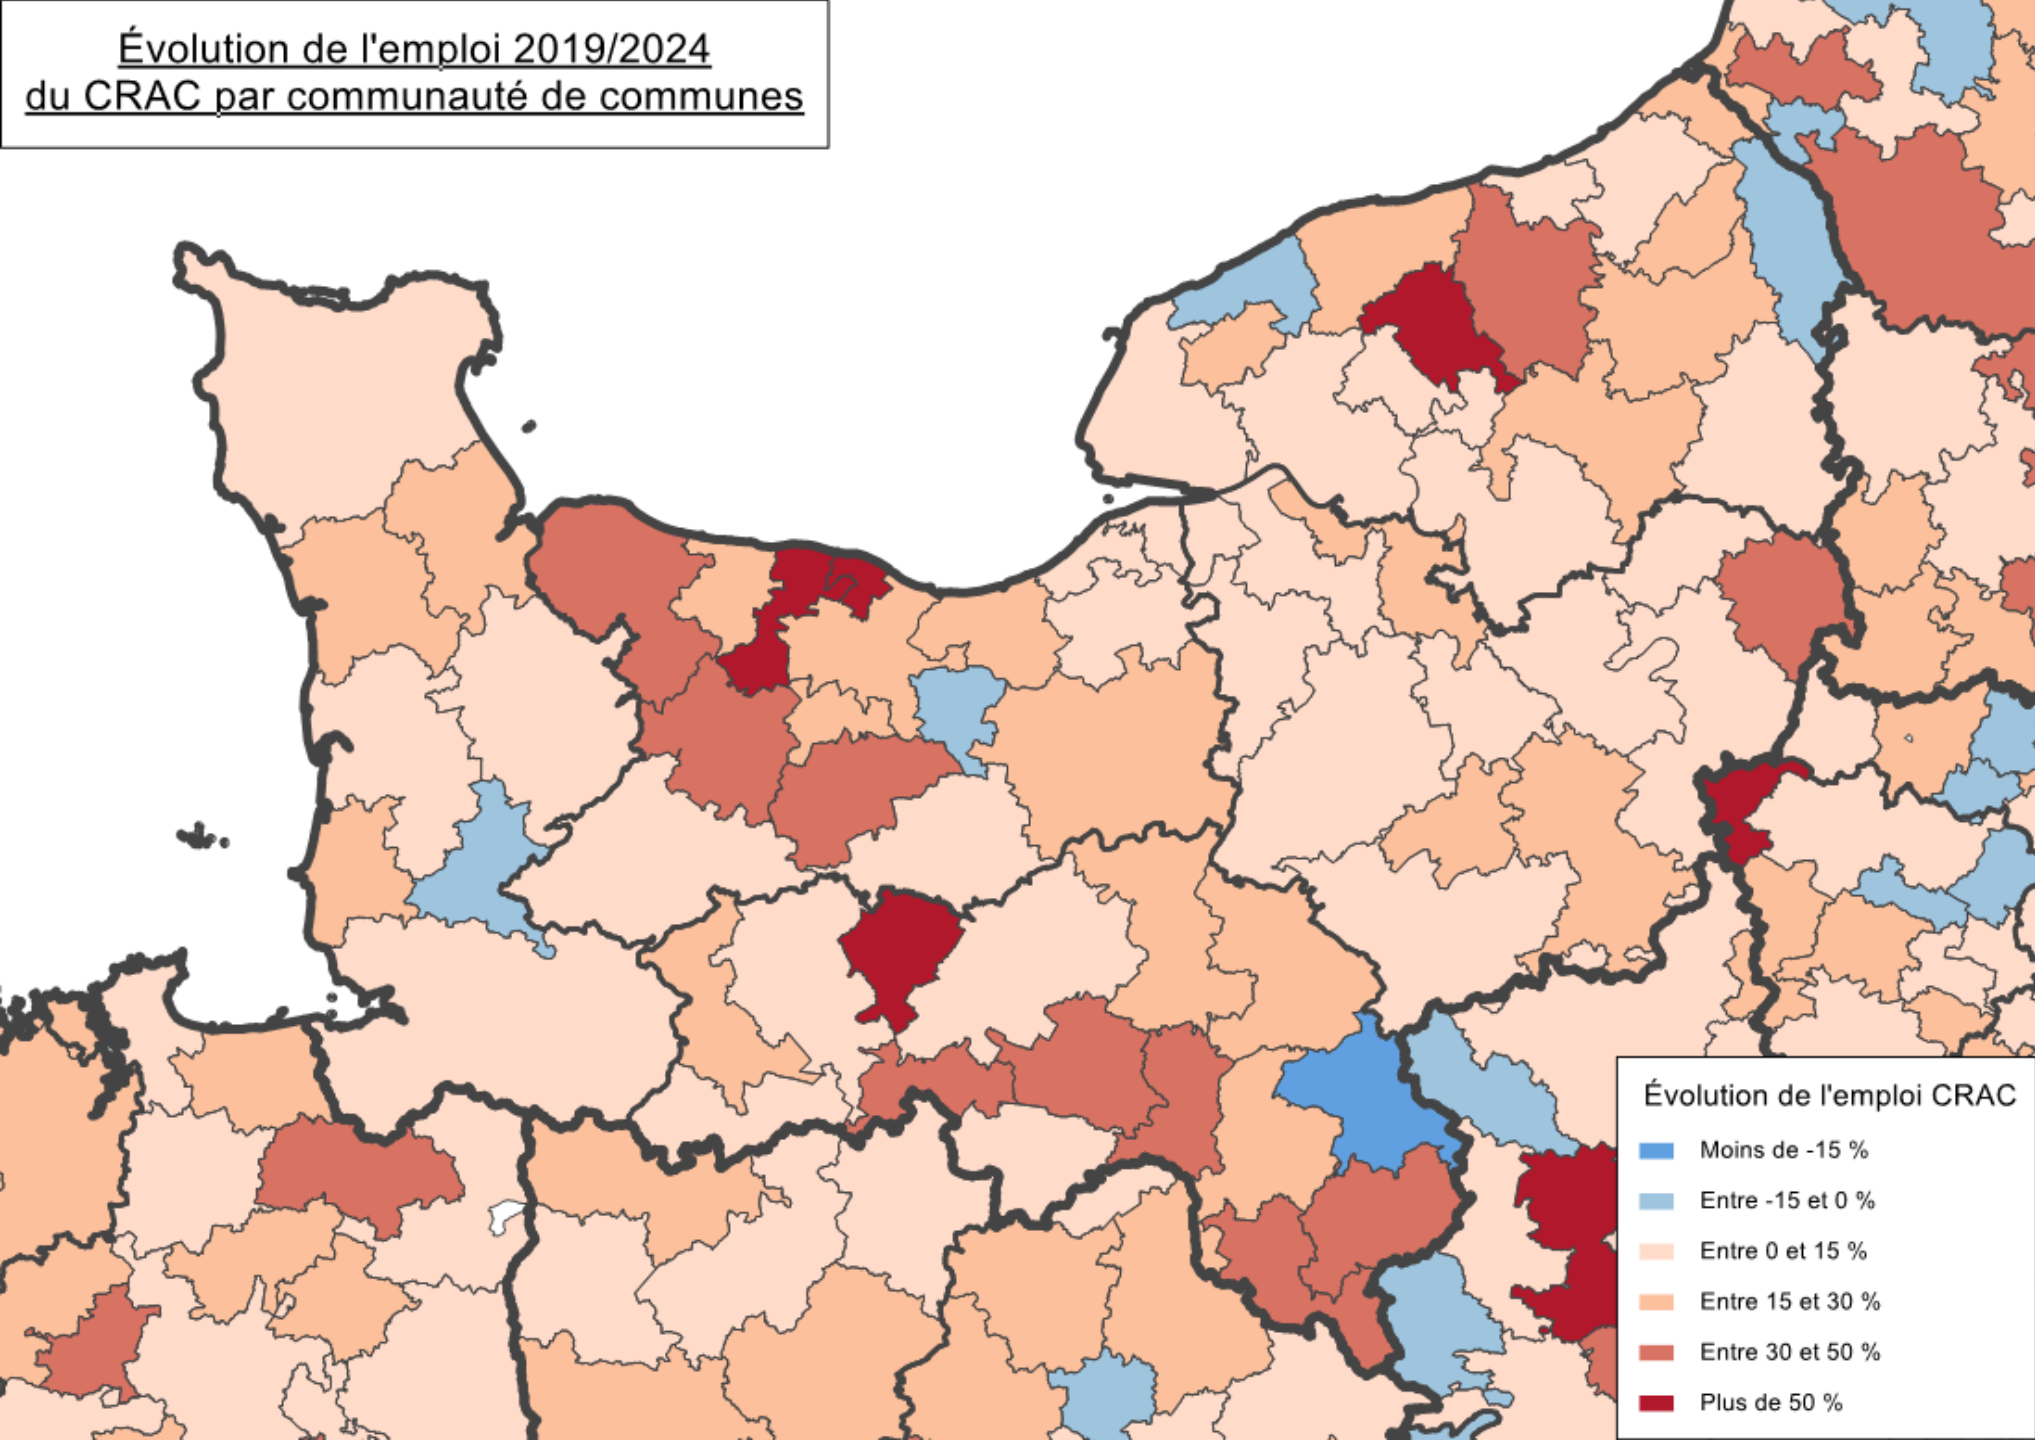 Évolution de l'emploi 2019/2024
du CRAC par communauté de communes
Évolution de l'emploi CRAC
Moins de -15 %
Entre -15 et 0 %
Entre 0 et 15 %
Entre 15 et 30 %
Entre 30 et 50 %
Plus de 50 %